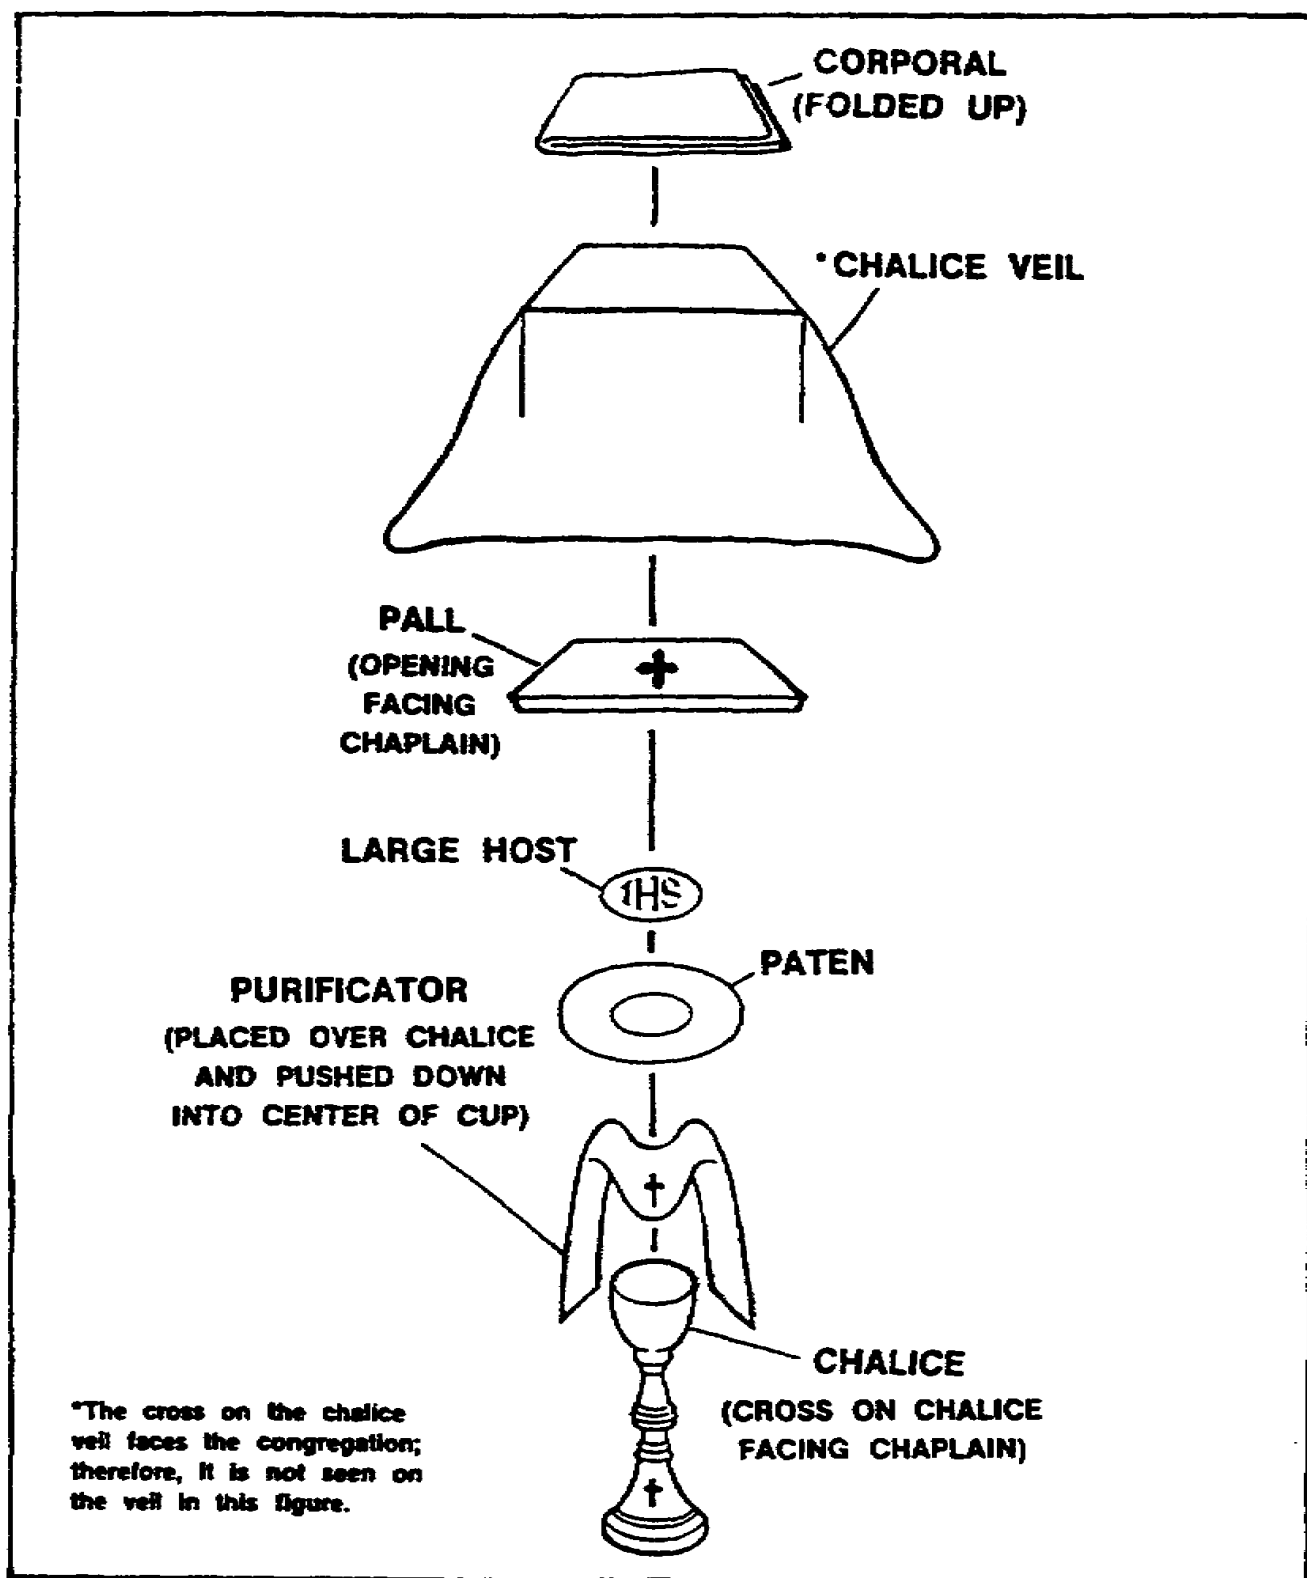 CORPORAL
(FOLDED UP)
*CHALICE VEIL
PALL
(OPENING
FACING
CHAPLAIN)
LARGE HOST
IHS
PATEN
PURIFICATOR
(PLACED OVER CHALICE
AND PUSHED DOWN
INTO CENTER OF CUP)
CHALICE
(CROSS ON CHALICE
FACING CHAPLAIN)
*The cross on the chalice
veil faces the congregation;
therefore, it is not seen on
the veil in this figure.